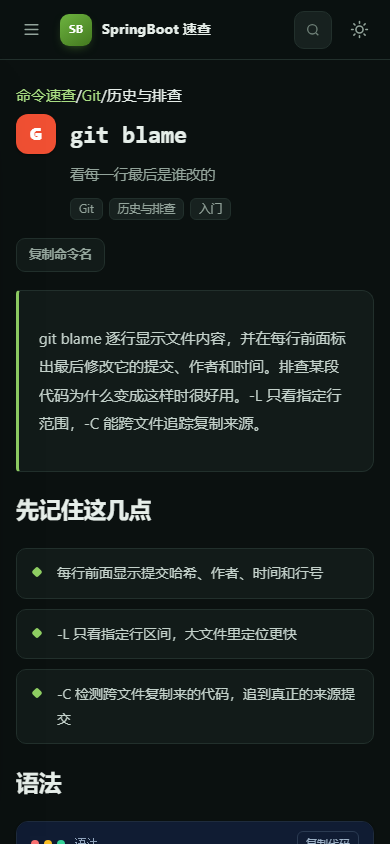 SB SpringBoot 速查
命令速查/Git/历史与排查
G git blame
看每一行最后是谁改的
Git 历史与排查 入门
复制命令名
git blame 逐行显示文件内容，并在每行前面标
出最后修改它的提交、作者和时间。排查某段
代码为什么变成这样时很好用。-L 只看指定行
范围，-C 能跨文件追踪复制来源。
先记住这几点
每行前面显示提交哈希、作者、时间和行号
-L 只看指定行区间，大文件里定位更快
-C 检测跨文件复制来的代码，追到真正的来源提
交
语法
语法 复制代码